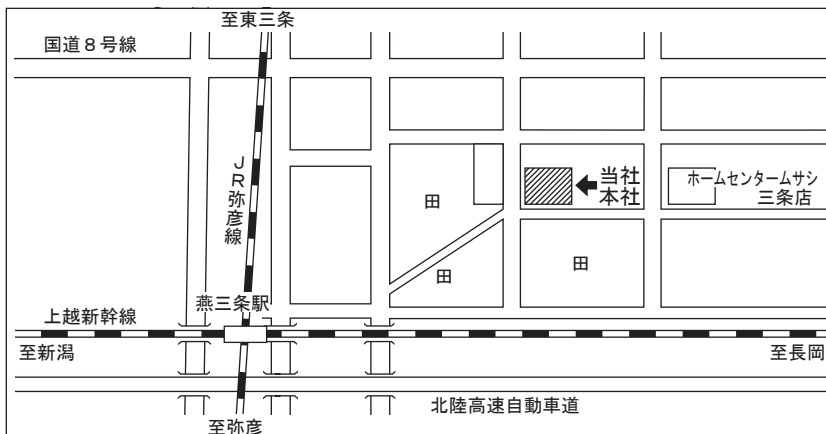 至東三条
国道8号線
JR弥彦線
当社
本社
ホームセンタームサシ
三条店
田
田
田
燕三条駅
上越新幹線
至新潟
至長岡
北陸高速自動車道
至弥彦